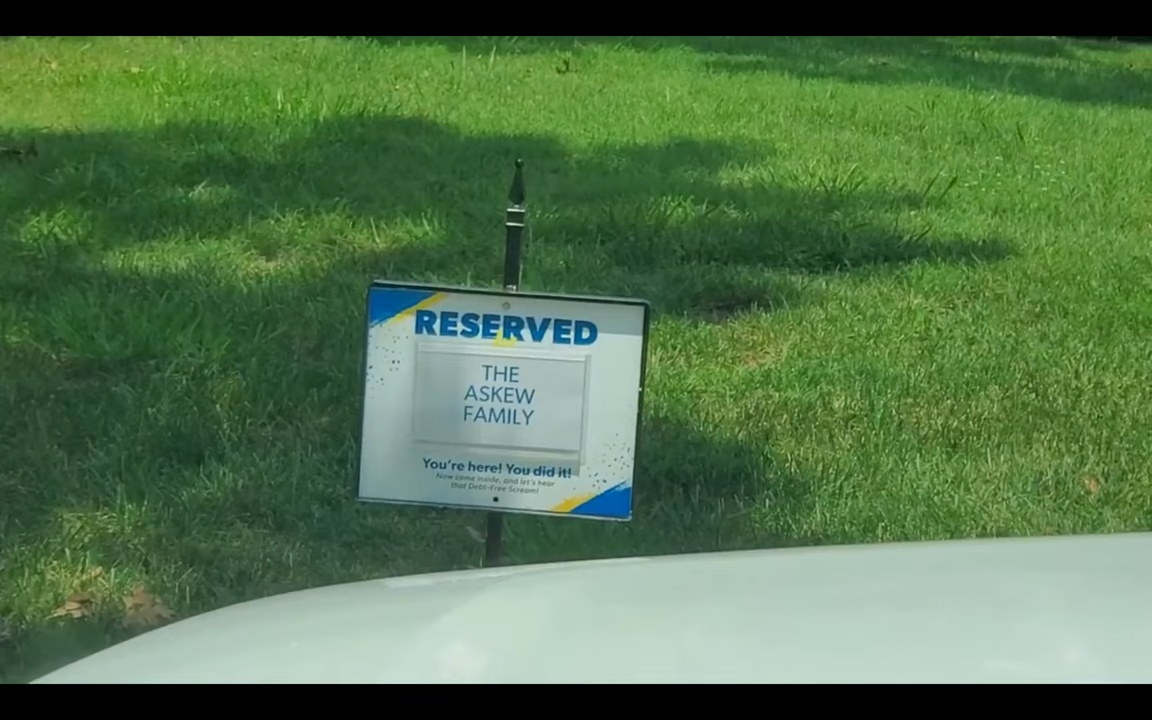 RESERVED
THE
ASKEW
FAMILY
You're here! You did it!
Now come inside, and let's hear
that Debt-Free Scream!